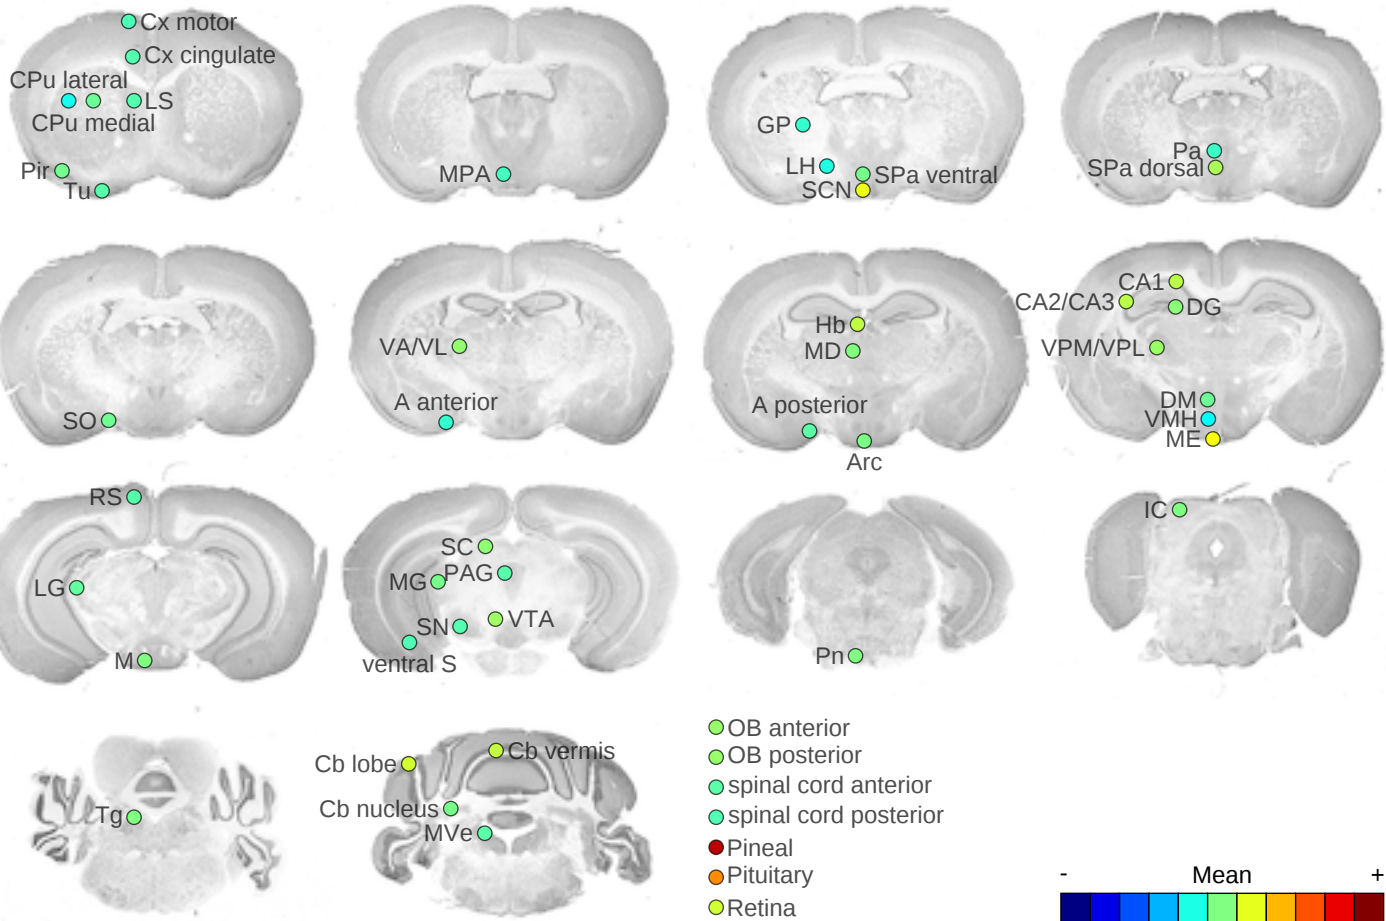 Cx motor
Cx cingulate
CPu lateral
LS
CPu medial
Pir
Tu
MPA
GP
LH
SPa ventral
SCN
Pa
SPa dorsal
SO
VA/VL
A anterior
Hb
MD
A posterior
Arc
CA1
CA2/CA3
DG
VPM/VPL
DM
VMH
ME
RS
LG
M
SC
PAG
MG
VTA
SN
ventral S
Pn
IC
Tg
Cb lobe
Cb vermis
Cb nucleus
MVe
OB anterior
OB posterior
spinal cord anterior
spinal cord posterior
Pineal
Pituitary
Retina
- Mean +